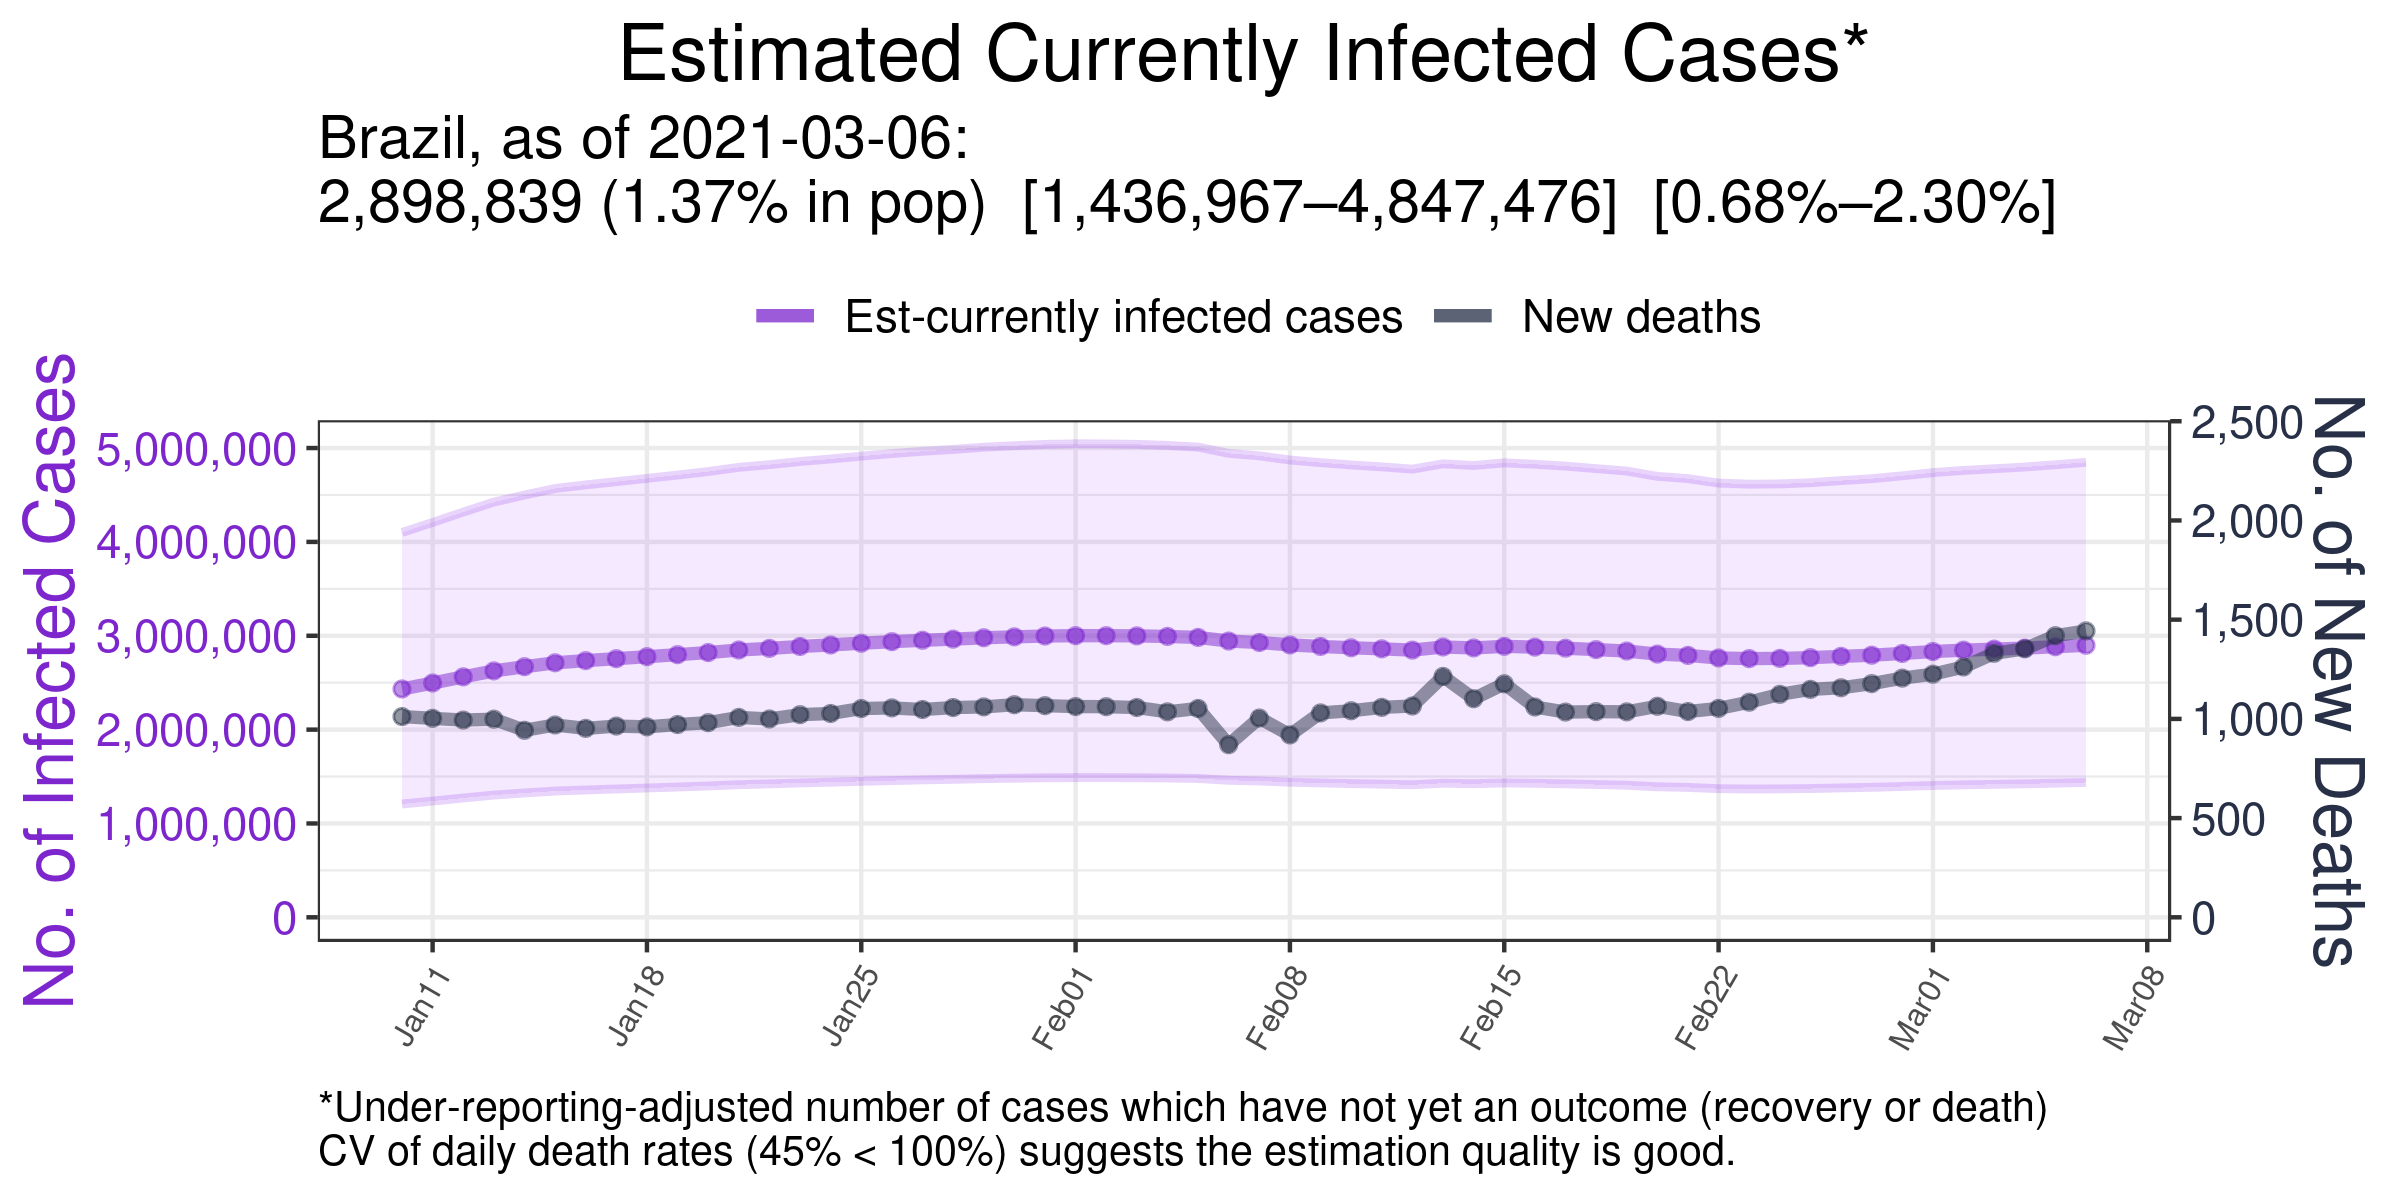 Estimated Currently Infected Cases*
Brazil, as of 2021-03-06:
2,898,839 (1.37% in pop)  [1,436,967–4,847,476]  [0.68%–2.30%]
Est-currently infected cases
New deaths
No. of Infected Cases
5,000,000
4,000,000
3,000,000
2,000,000
1,000,000
0
2,500
2,000
1,500
1,000
500
0
No. of New Deaths
Jan11
Jan18
Jan25
Feb01
Feb08
Feb15
Feb22
Mar01
Mar08
*Under-reporting-adjusted number of cases which have not yet an outcome (recovery or death)
CV of daily death rates (45% < 100%) suggests the estimation quality is good.